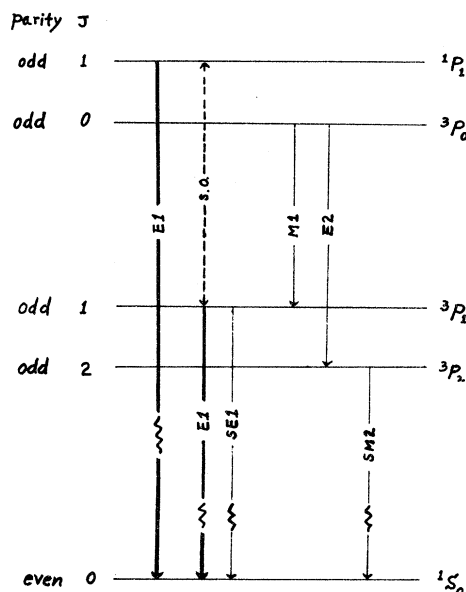 parity J
odd 1 ¹P₁
odd 0 ³P₀
E1 S.O. M1 E2
odd 1 ³P₁
odd 2 ³P₂
E1 SE1 SM2
even 0 ¹S₀